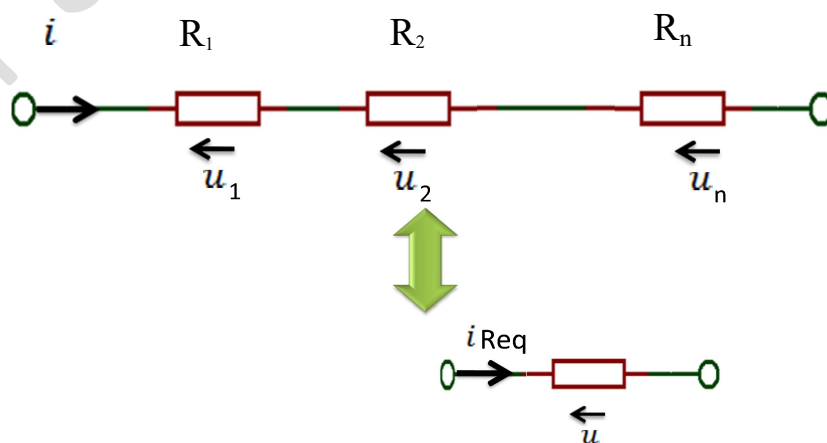 i R₁ R₂ Rₙ
u₁ u₂ uₙ
i Req
u